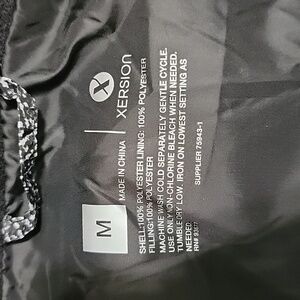 XERSION
M
MADE IN CHINA
SHELL:100% POLYESTER LINING: 100% POLYESTER
FILLING:100% POLYESTER
MACHINE WASH COLD SEPARATELY GENTLE CYCLE.
USE ONLY NON-CHLORINE. BLEACH WHEN NEEDED.
TUMBLE DRY LOW. IRON ON LOWEST SETTING AS
NEEDED
RN#
SUPPLIER 75943-1